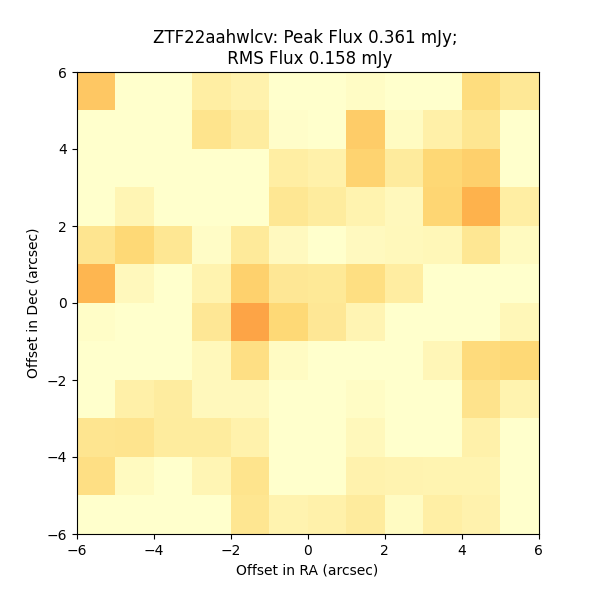 ZTF22aahwlcv: Peak Flux 0.361 mJy;
RMS Flux 0.158 mJy
6
4
2
0
−2
−4
−6
Offset in Dec (arcsec)
−6 −4 −2 0 2 4 6
Offset in RA (arcsec)